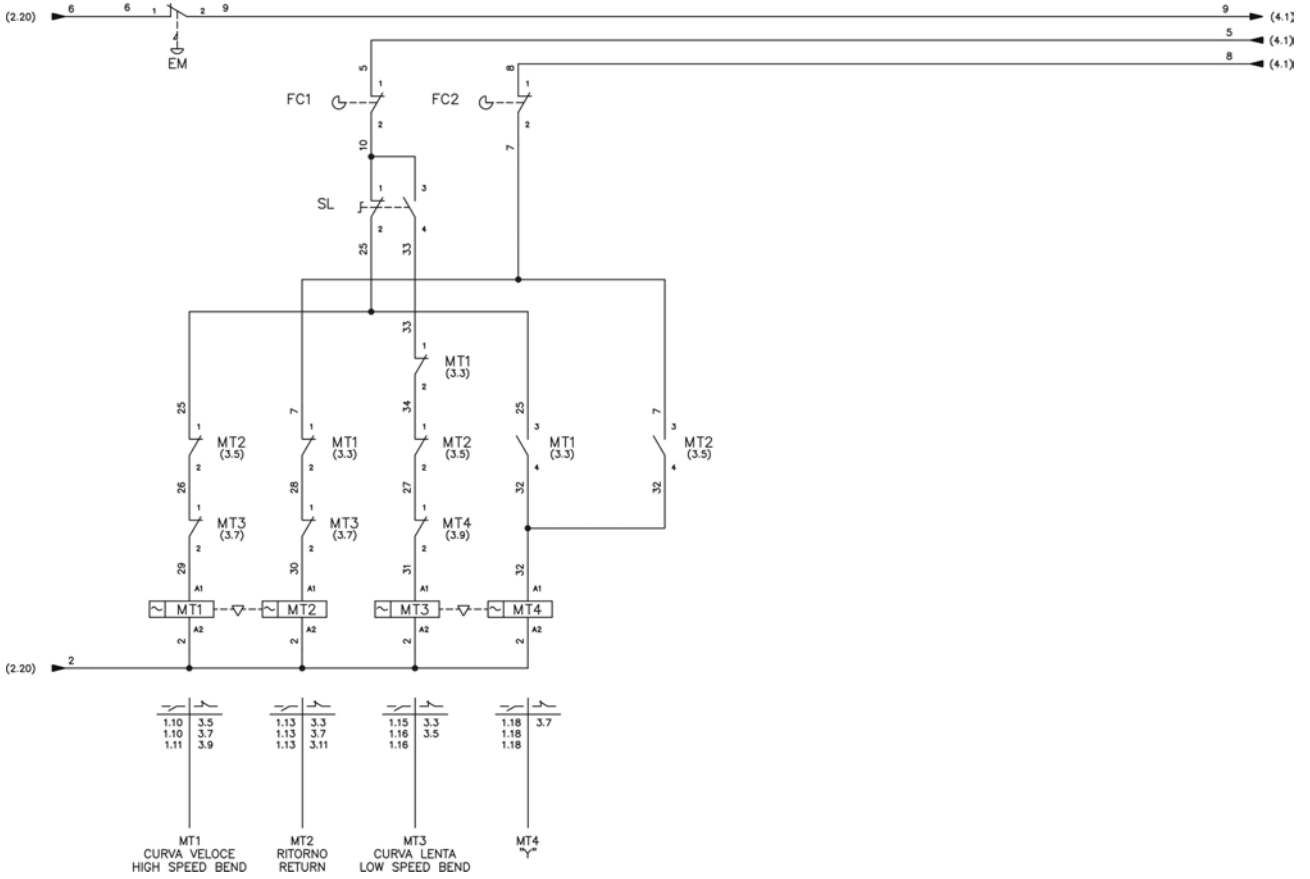 (2.20) 6 6 1 2 9 9 (4.1)
5 (4.1)
EM
8 (4.1)
5 8
1 1
FC1 FC2
2 2
10 7
1 3
SL
2 4
25 33
33
1
MT1
(3.3)
2
25 7 34 25 7
1 1 1 3 3
MT2 MT1 MT2 MT1 MT2
(3.5) (3.3) (3.5) (3.3) (3.5)
2 2 2 4 4
26 28 27 32 32
1 1 1
MT3 MT3 MT4
(3.7) (3.7) (3.9)
2 2 2
29 30 31 32
A1 A1 A1 A1
~ MT1 ~ MT2 ~ MT3 ~ MT4
A2 A2 A2 A2
2 2 2 2
(2.20) 2
1.10 3.5 1.13 3.3 1.15 3.3 1.18 3.7
1.10 3.7 1.13 3.7 1.16 3.5 1.18
1.11 3.9 1.13 3.11 1.16 1.18
MT1 MT2 MT3 MT4
CURVA VELOCE RITORNO CURVA LENTA "Y"
HIGH SPEED BEND RETURN LOW SPEED BEND